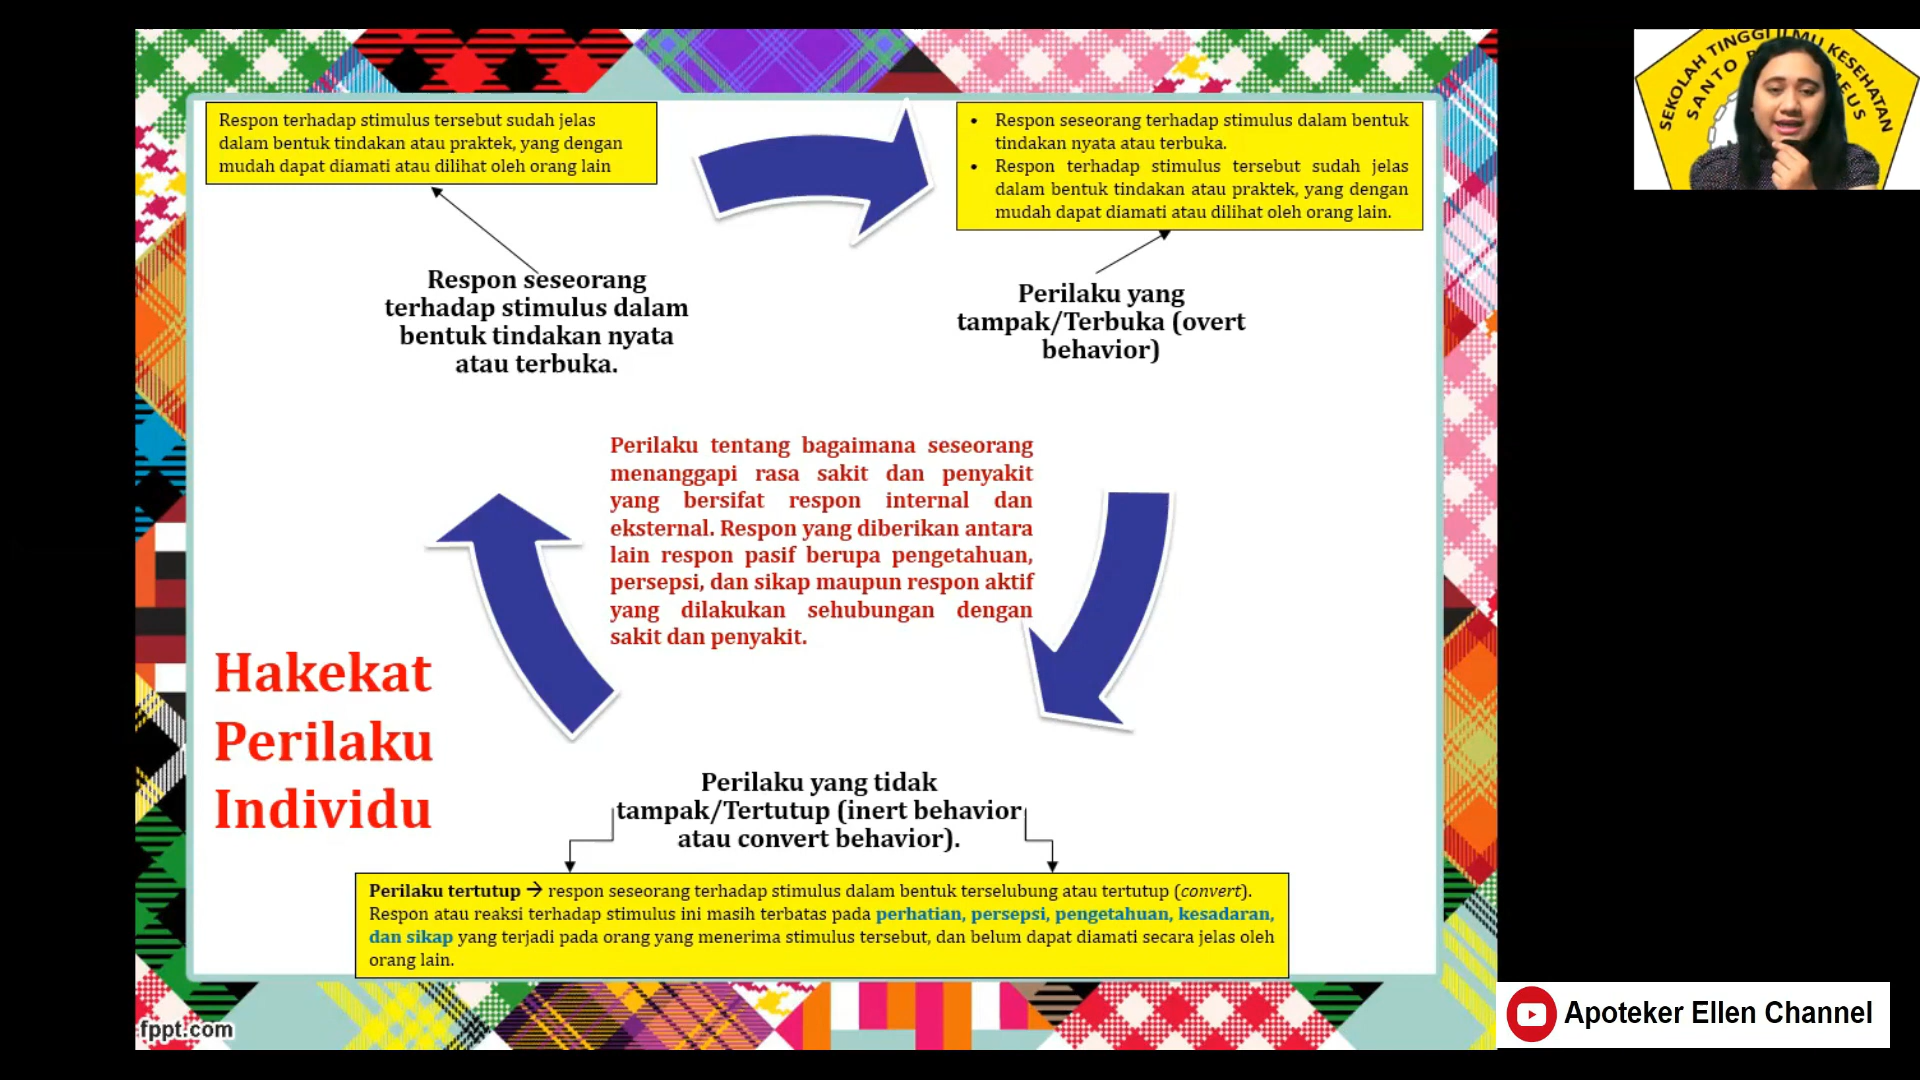 Respon terhadap stimulus tersebut sudah jelas
dalam bentuk tindakan atau praktek, yang dengan
mudah dapat diamati atau dilihat oleh orang lain
• Respon seseorang terhadap stimulus dalam bentuk
tindakan nyata atau terbuka.
• Respon terhadap stimulus tersebut sudah jelas
dalam bentuk tindakan atau praktek, yang dengan
mudah dapat diamati atau dilihat oleh orang lain.
SEKOLAH TINGGI ILMU KESEHATAN
SANTO
EUS
Respon seseorang
terhadap stimulus dalam
bentuk tindakan nyata
atau terbuka.
Perilaku yang
tampak/Terbuka (overt
behavior)
Perilaku tentang bagaimana seseorang
menanggapi rasa sakit dan penyakit
yang bersifat respon internal dan
eksternal. Respon yang diberikan antara
lain respon pasif berupa pengetahuan,
persepsi, dan sikap maupun respon aktif
yang dilakukan sehubungan dengan
sakit dan penyakit.
Hakekat
Perilaku
Individu
Perilaku yang tidak
tampak/Tertutup (inert behavior
atau convert behavior).
Perilaku tertutup → respon seseorang terhadap stimulus dalam bentuk terselubung atau tertutup (convert).
Respon atau reaksi terhadap stimulus ini masih terbatas pada perhatian, persepsi, pengetahuan, kesadaran,
dan sikap yang terjadi pada orang yang menerima stimulus tersebut, dan belum dapat diamati secara jelas oleh
orang lain.
fppt.com
Apoteker Ellen Channel